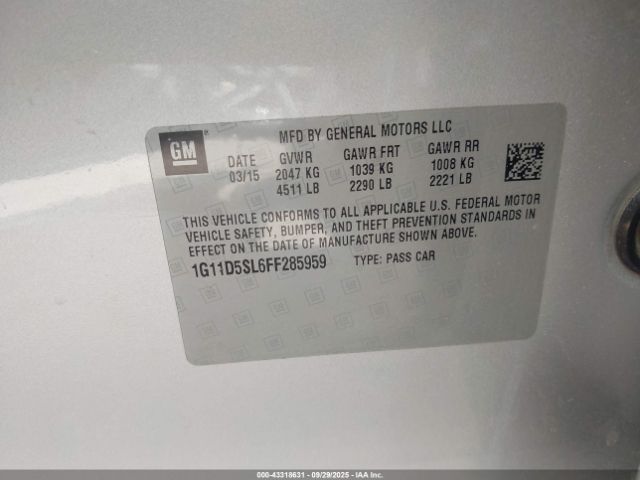 GM
MFD BY GENERAL MOTORS LLC
DATE GVWR GAWR FRT GAWR RR
03/15 2047 KG 1039 KG 1008 KG
4511 LB 2290 LB 2221 LB
THIS VEHICLE CONFORMS TO ALL APPLICABLE U.S. FEDERAL MOTOR
VEHICLE SAFETY, BUMPER, AND THEFT PREVENTION STANDARDS IN
EFFECT ON THE DATE OF MANUFACTURE SHOWN ABOVE.
1G11D5SL6FF285959 TYPE: PASS CAR
000-43318631 - 09/29/2025 - IAA Inc.